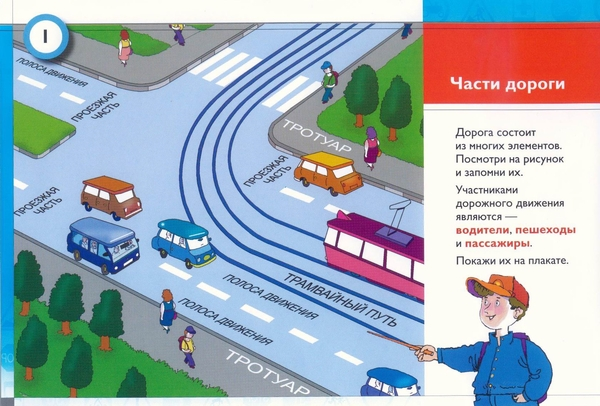 1
ПОЛОСА ДВИЖЕНИЯ
ПРОЕЗЖАЯ
ЧАСТЬ
ПРОЕЗЖАЯ
ЧАСТЬ
ТРОТУАР
ПРОЕЗЖАЯ
ЧАСТЬ
ТРАМВАЙНЫЙ ПУТЬ
ПОЛОСА ДВИЖЕНИЯ
ПОЛОСА ДВИЖЕНИЯ
ТРОТУАР
Части дороги
Дорога состоит
из многих элементов.
Посмотри на рисунок
и запомни их.
Участниками
дорожного движения
являются —
водители, пешеходы
и пассажиры.
Покажи их на плакате.